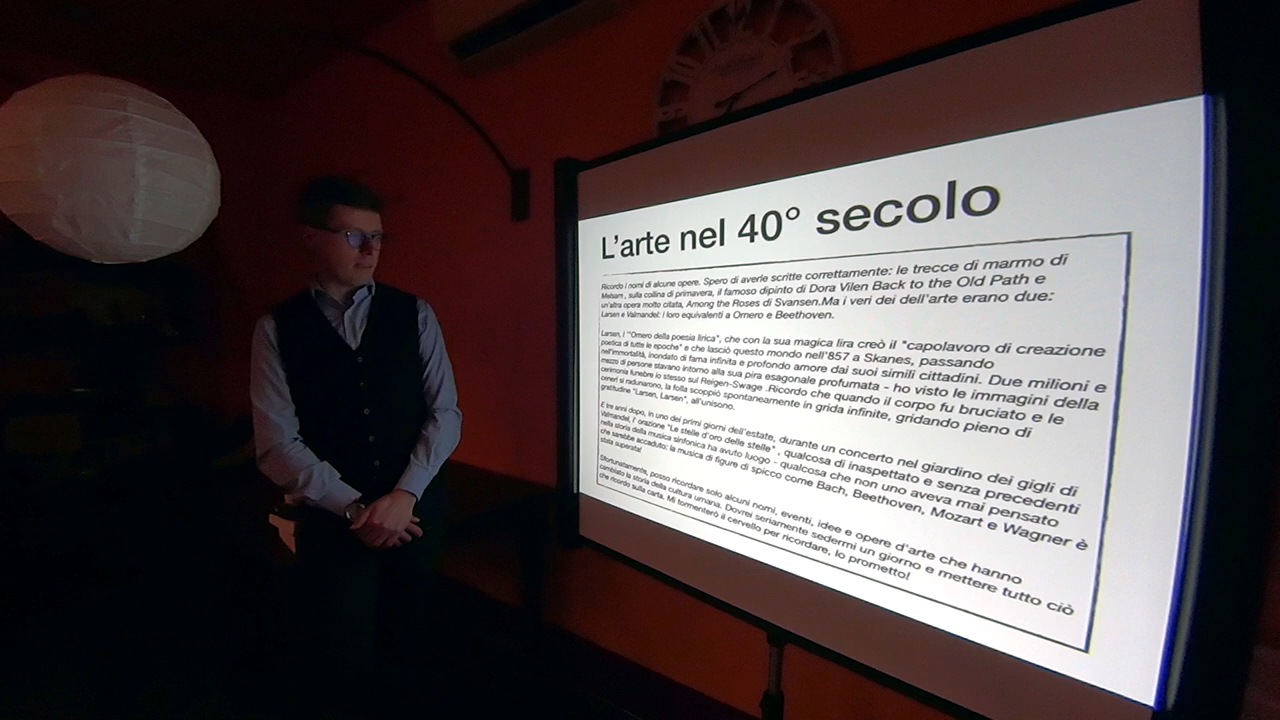 L'arte nel 40° secolo
Ricordo i nomi di alcune opere. Spero di averle scritte correttamente: le trecce di marmo di
Melsam , sulla collina di primavera, il famoso dipinto di Dora Vilen Back to the Old Path e
un'altra opera molto citata, Among the Roses di Svansen.Ma i veri dei dell'arte erano due:
Larsen e Valmandel: i loro equivalenti a Omero e Beethoven.
Larsen, l '"Omero della poesia lirica", che con la sua magica lira creò il "capolavoro di creazione
poetica di tutte le epoche" e che lasciò questo mondo nell'857 a Skanes, passando
nell'immortalità, inondato di fama infinita e profondo amore dai suoi simili cittadini. Due milioni e
mezzo di persone stavano intorno alla sua pira esagonale profumata - ho visto le immagini della
cerimonia funebre io stesso sul Reigen-Swage .Ricordo che quando il corpo fu bruciato e le
ceneri si radunarono, la folla scoppiò spontaneamente in grida infinite, gridando pieno di
gratitudine "Larsen, Larsen", all'unisono.
E tre anni dopo, in uno dei primi giorni dell'estate, durante un concerto nel giardino dei gigli di
Valmandel, l' orazione "Le stelle d'oro delle stelle" , qualcosa di inaspettato e senza precedenti
nella storia della musica sinfonica ha avuto luogo - qualcosa che non uno aveva mai pensato
che sarebbe accaduto: la musica di figure di spicco come Bach, Beethoven, Mozart e Wagner è
stata superata!
Sfortunatamente, posso ricordare solo alcuni nomi, eventi, idee e opere d'arte che hanno
cambiato la storia della cultura umana. Dovrei seriamente sedermi un giorno e mettere tutto ciò
che ricordo sulla carta. Mi tormenterò il cervello per ricordare, lo prometto!